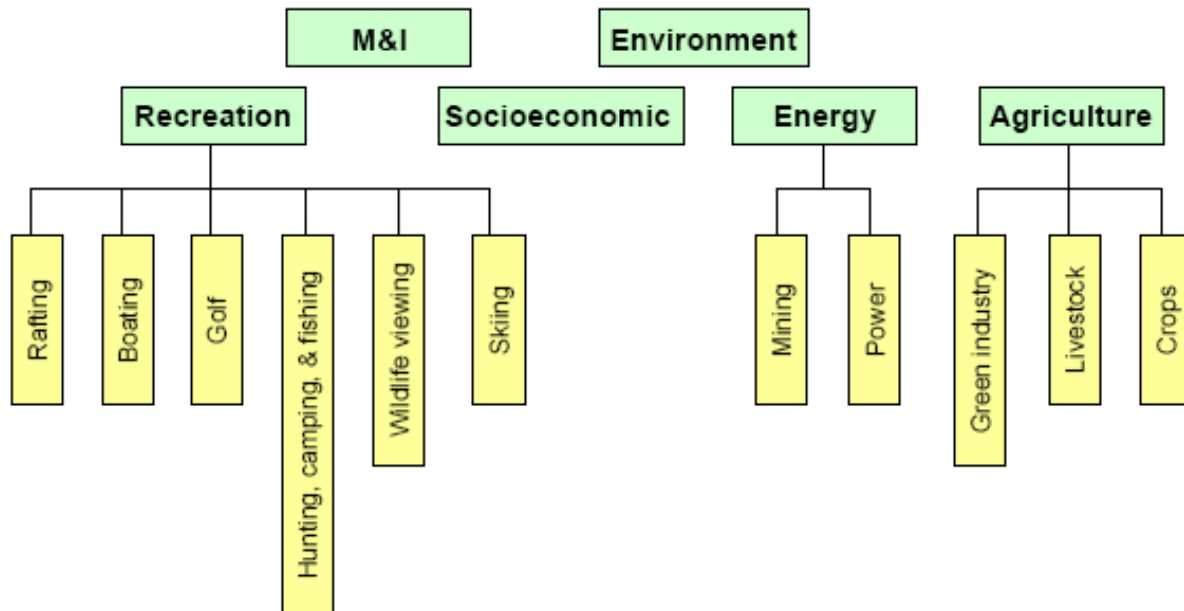 M&I
Environment
Recreation
Socioeconomic
Energy
Agriculture
Rafting
Boating
Golf
Hunting, camping, & fishing
Wildlife viewing
Skiing
Mining
Power
Green industry
Livestock
Crops